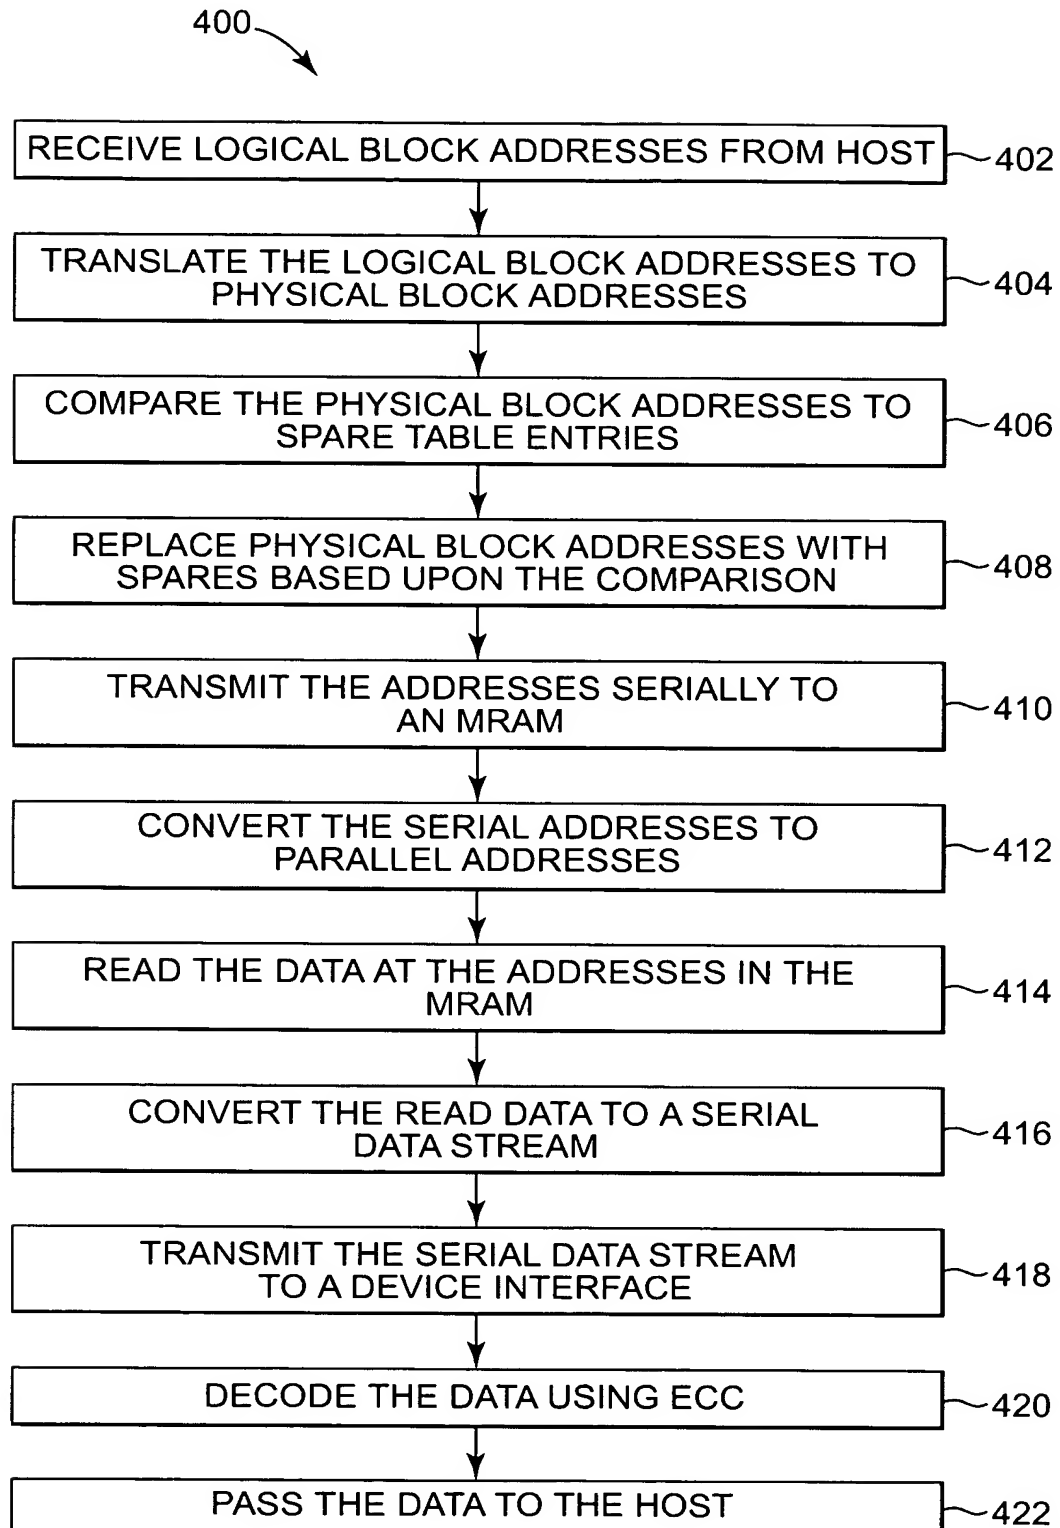 400
RECEIVE LOGICAL BLOCK ADDRESSES FROM HOST
402
TRANSLATE THE LOGICAL BLOCK ADDRESSES TO
PHYSICAL BLOCK ADDRESSES
404
COMPARE THE PHYSICAL BLOCK ADDRESSES TO
SPARE TABLE ENTRIES
406
REPLACE PHYSICAL BLOCK ADDRESSES WITH
SPARES BASED UPON THE COMPARISON
408
TRANSMIT THE ADDRESSES SERIALLY TO
AN MRAM
410
CONVERT THE SERIAL ADDRESSES TO
PARALLEL ADDRESSES
412
READ THE DATA AT THE ADDRESSES IN THE
MRAM
414
CONVERT THE READ DATA TO A SERIAL
DATA STREAM
416
TRANSMIT THE SERIAL DATA STREAM
TO A DEVICE INTERFACE
418
DECODE THE DATA USING ECC
420
PASS THE DATA TO THE HOST
422